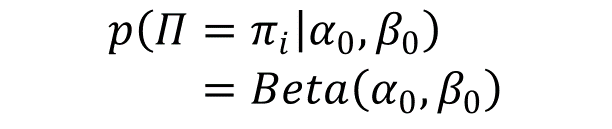 p(Π = π_i|α_0, β_0)
= Beta(α_0, β_0)